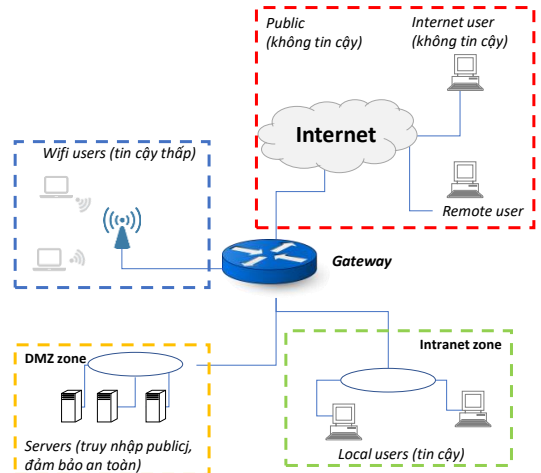 Public
(không tin cậy)
Internet user
(không tin cậy)
Internet
Wifi users (tin cậy thấp)
Remote user
Gateway
DMZ zone
Intranet zone
Servers (truy nhập publicj,
đảm bảo an toàn)
Local users (tin cậy)